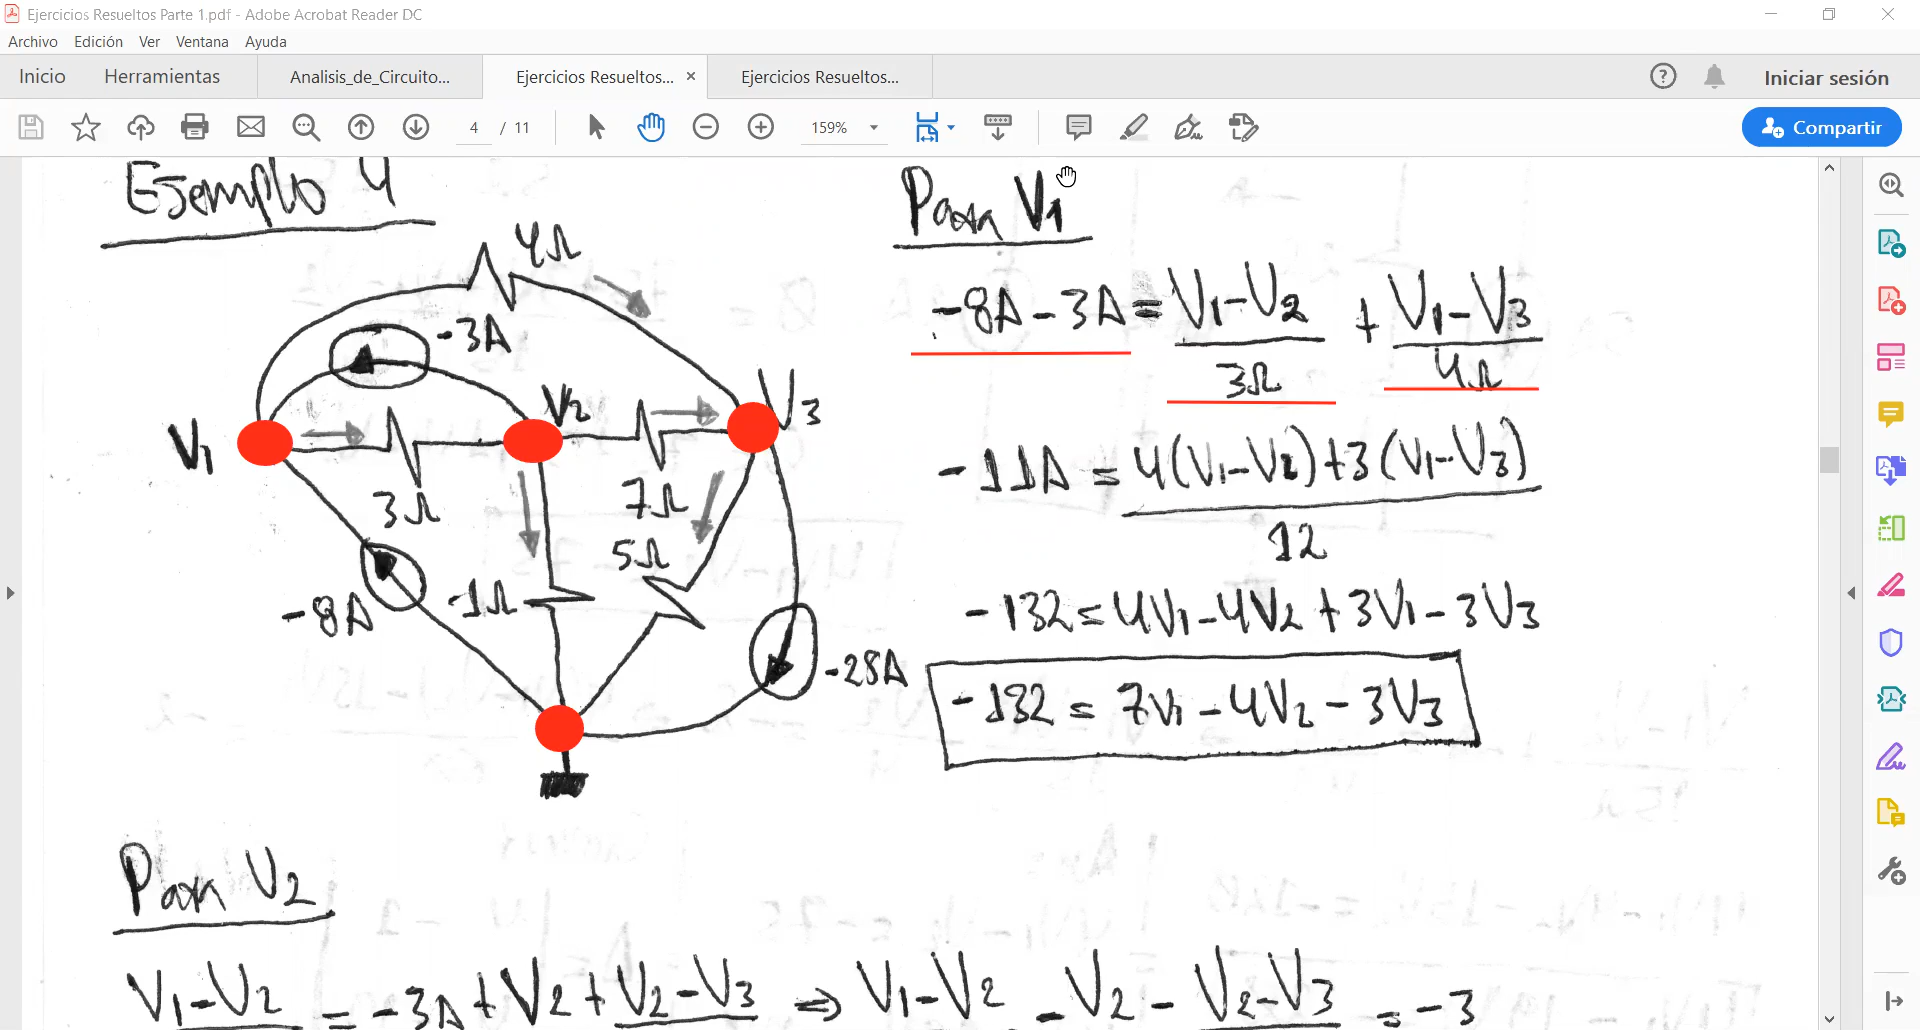 Ejercicios Resueltos Parte 1.pdf - Adobe Acrobat Reader DC
Archivo Edición Ver Ventana Ayuda
Inicio Herramientas Analisis_de_Circuito... Ejercicios Resueltos... × Ejercicios Resueltos... Iniciar sesión
4 / 11 159% Compartir
Ejemplo 4
4Ω
-3A
V1
V2
V3
3Ω
7Ω
5Ω
-8A
1Ω
-28A
Para V1
-8A-3A = V1-V2 + V1-V3
3Ω 4Ω
-11A = 4(V1-V2)+3(V1-V3)
12
-132 = 4V1-4V2+3V1-3V3
-132 = 7V1-4V2-3V3
Para V2
V1-V2 = -3A+V2+V2-V3 => V1-V2 - V2 - V2-V3 = -3